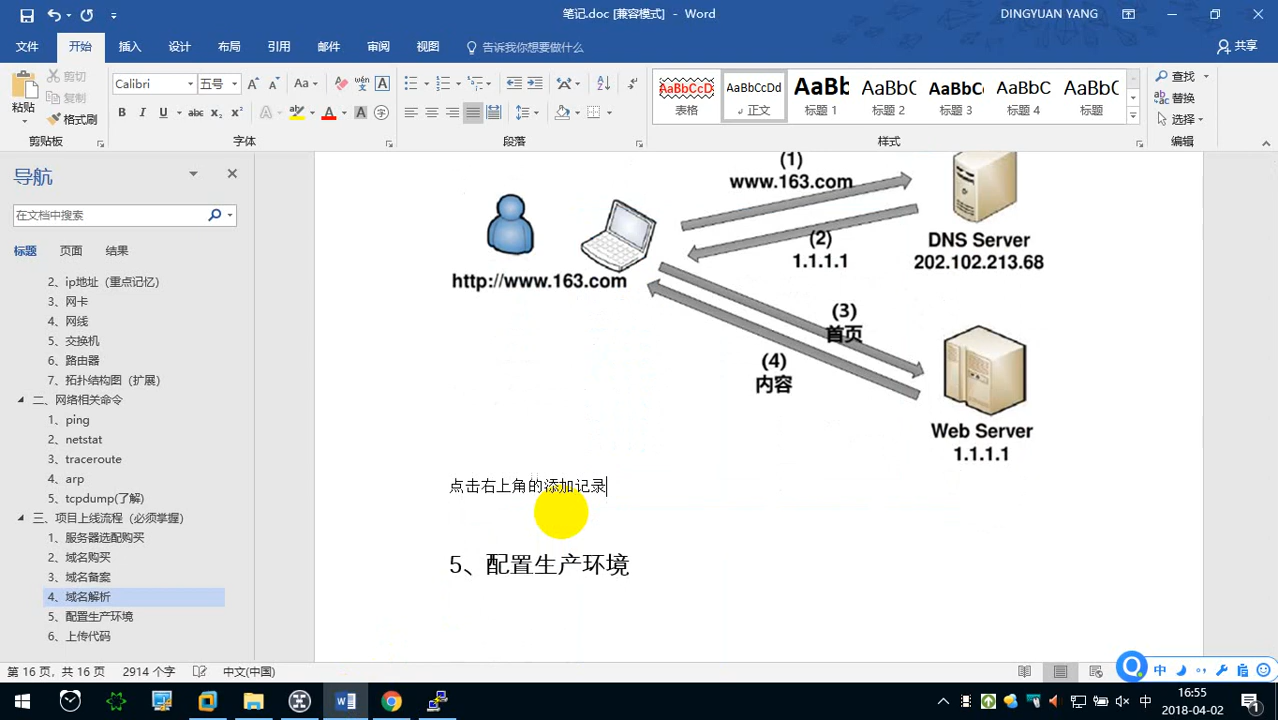 笔记.doc [兼容模式] - Word
DINGYUAN YANG
文件
开始
插入
设计
布局
引用
邮件
审阅
视图
告诉我你想要做什么
共享
粘贴
剪切
复制
格式刷
剪贴板
Calibri
五号
字体
段落
AaBbCcD
表格
AaBbCcDd
正文
AaBb
标题 1
AaBbC
标题 2
AaBbC
标题 3
AaBbC
标题 4
AaBbC
标题
样式
查找
替换
选择
编辑
导航
在文档中搜索
标题
页面
结果
2、ip地址（重点记忆）
3、网卡
4、网线
5、交换机
6、路由器
7、拓扑结构图（扩展）
二、网络相关命令
1、ping
2、netstat
3、traceroute
4、arp
5、tcpdump(了解)
三、项目上线流程（必须掌握）
1、服务器选配购买
2、域名购买
3、域名备案
4、域名解析
5、配置生产环境
6、上传代码
(1)
www.163.com
(2)
1.1.1.1
DNS Server
202.102.213.68
http://www.163.com
(3)
首页
(4)
内容
Web Server
1.1.1.1
点击右上角的添加记录
5、配置生产环境
第 16 页，共 16 页
2914 个字
中文(中国)
中
中
16:55
2018-04-02